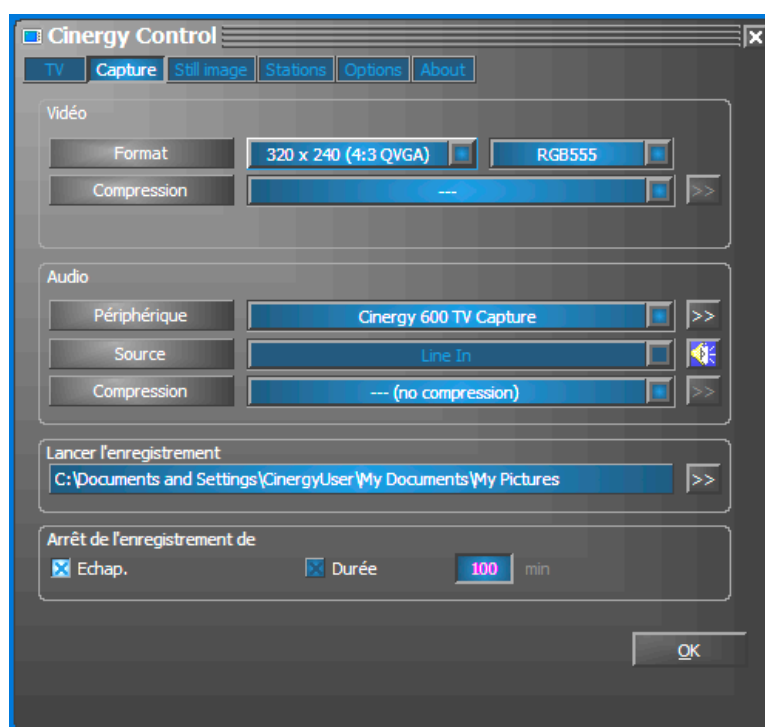 Cinergy Control
TV Capture Still image Stations Options About
Vidéo
Format 320 x 240 (4:3 QVGA) RGB555
Compression --- >>
Audio
Périphérique Cinergy 600 TV Capture >>
Source Line In
Compression --- (no compression) >>
Lancer l'enregistrement
C:\Documents and Settings\CinergyUser\My Documents\My Pictures >>
Arrêt de l'enregistrement de
Echap. Durée 100 min
OK